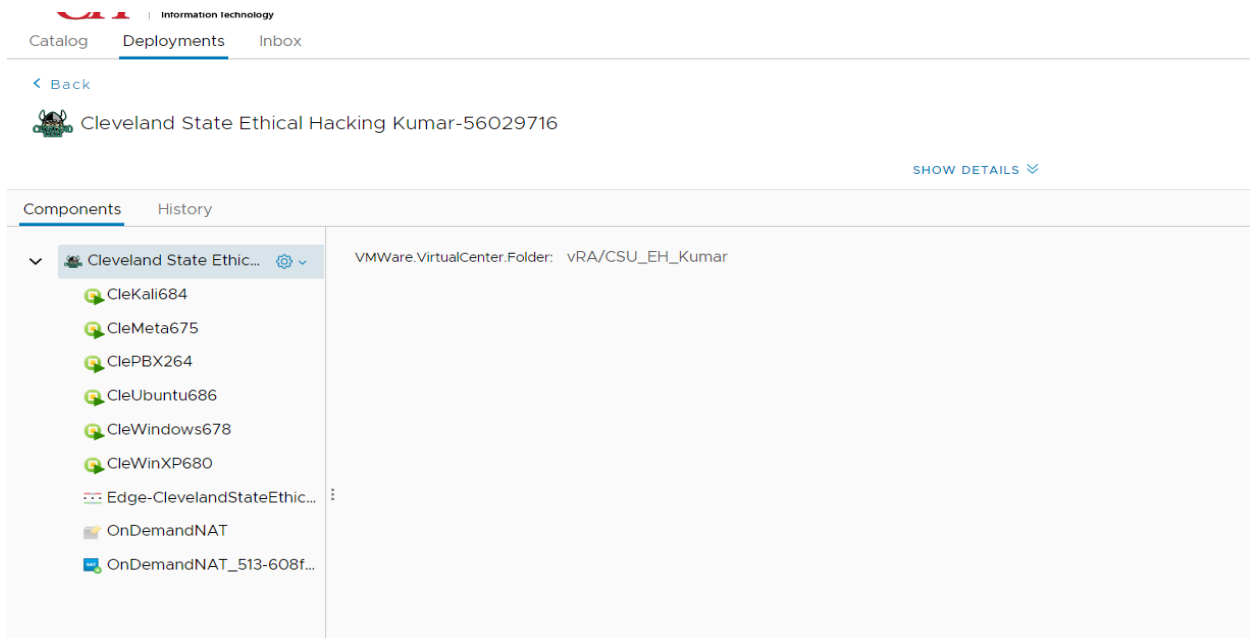 Information Technology
Catalog Deployments Inbox
Back
Cleveland State Ethical Hacking Kumar-56029716
SHOW DETAILS
Components History
Cleveland State Ethic...
VMWare.VirtualCenter.Folder: vRA/CSU_EH_Kumar
CleKali684
CleMeta675
ClePBX264
CleUbuntu686
CleWindows678
CleWinXP680
Edge-ClevelandStateEthic...
OnDemandNAT
OnDemandNAT_513-608f...